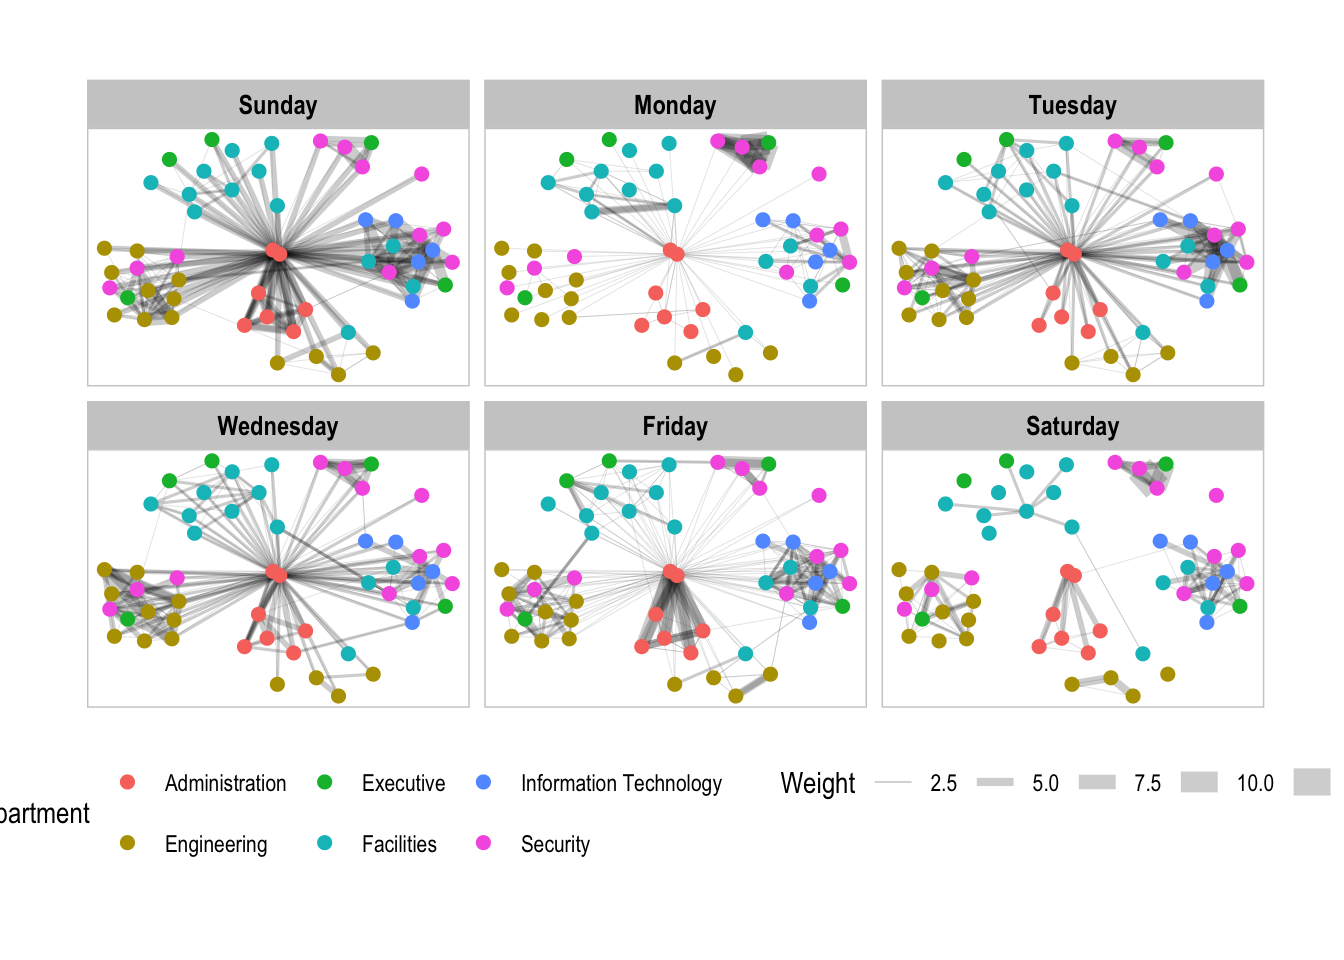 Sunday Monday Tuesday
Wednesday Friday Saturday
Administration Executive Information Technology Weight 2.5 5.0 7.5 10.0
partment
Engineering Facilities Security